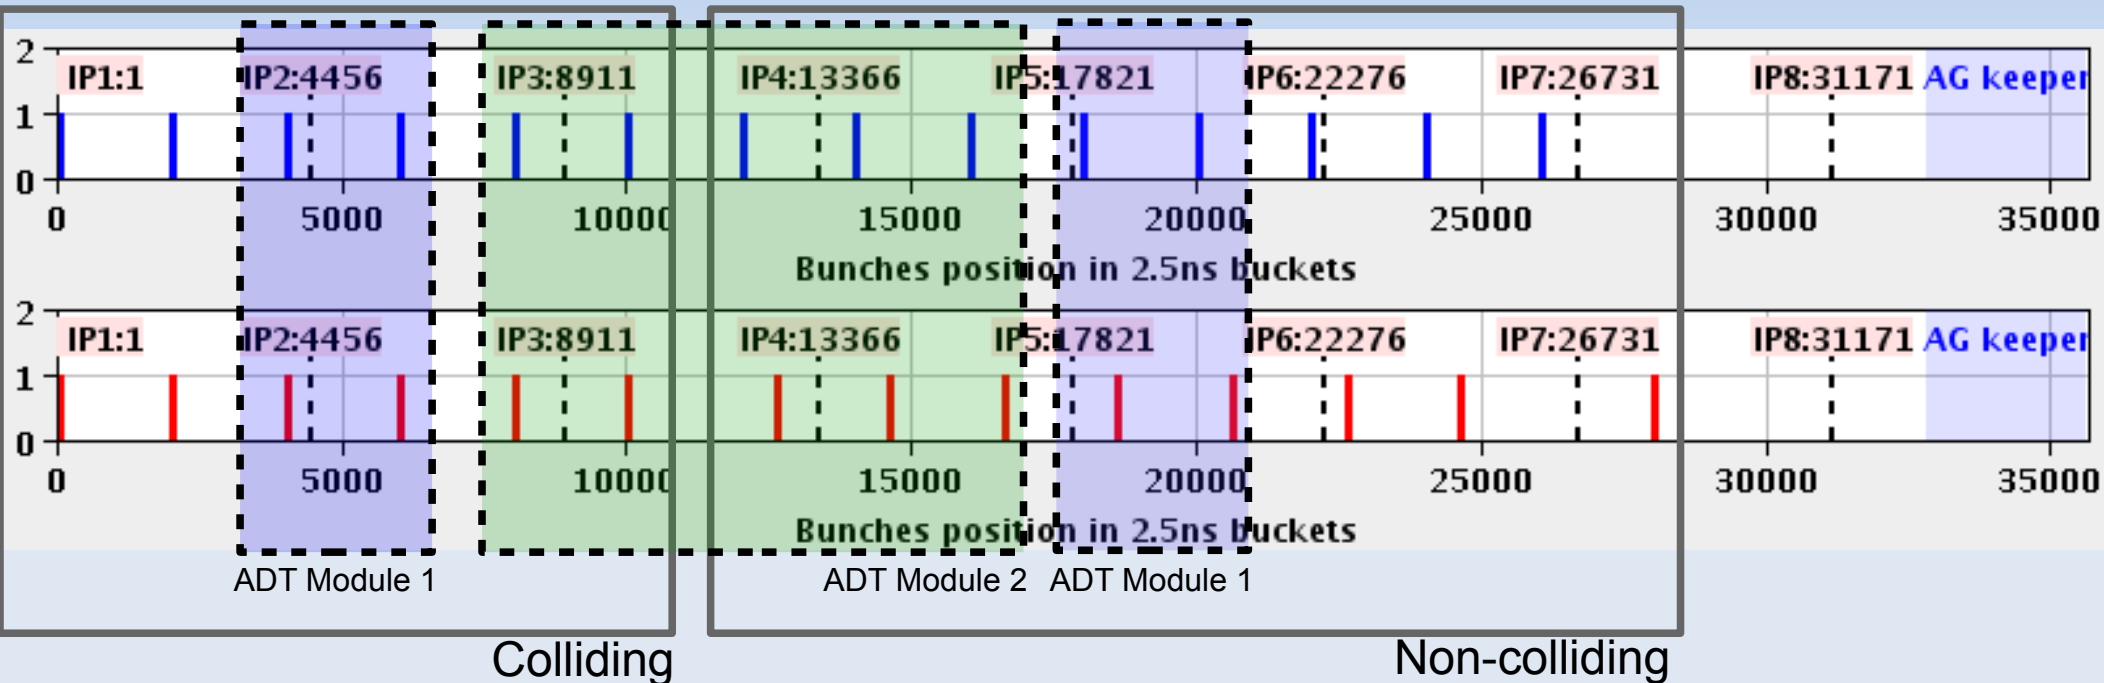 2
IP1:1 IP2:4456 IP3:8911 IP4:13366 IP5:17821 IP6:22276 IP7:26731 IP8:31171 AG keeper
1
0
0 5000 10000 15000 20000 25000 30000 35000
Bunches position in 2.5ns buckets
2
IP1:1 IP2:4456 IP3:8911 IP4:13366 IP5:17821 IP6:22276 IP7:26731 IP8:31171 AG keeper
1
0
0 5000 10000 15000 20000 25000 30000 35000
Bunches position in 2.5ns buckets
ADT Module 1 ADT Module 2 ADT Module 1
Colliding Non-colliding